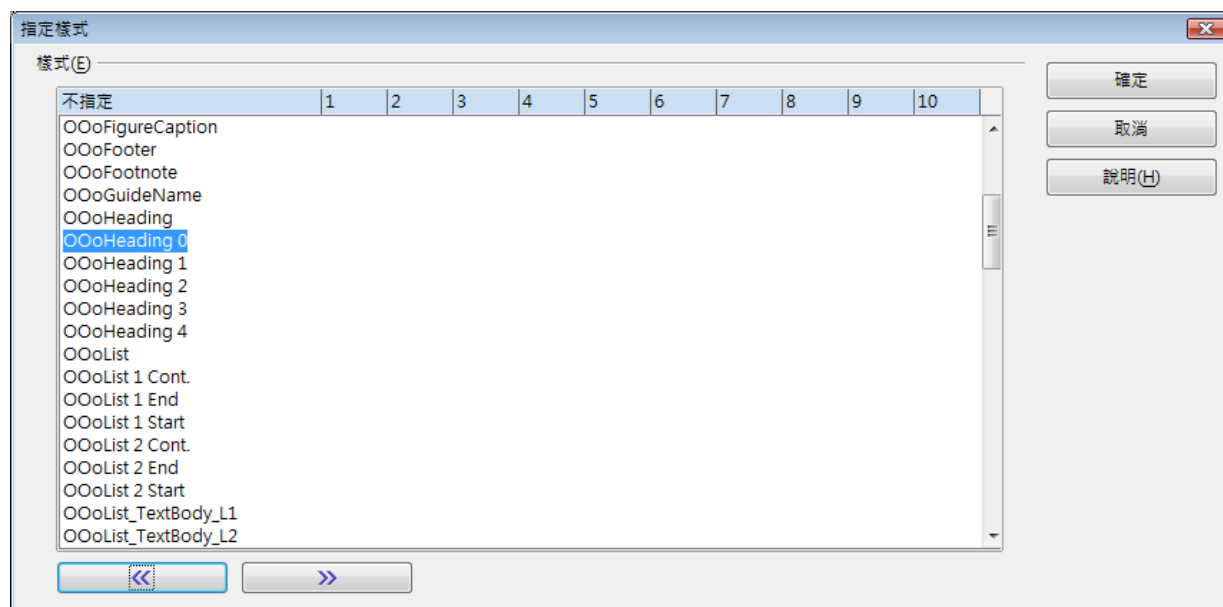 指定樣式
樣式(E)
確定
取消
說明(H)
不指定 1 2 3 4 5 6 7 8 9 10
OOoFigureCaption
OOoFooter
OOoFootnote
OOoGuideName
OOoHeading
OOoHeading 0
OOoHeading 1
OOoHeading 2
OOoHeading 3
OOoHeading 4
OOoList
OOoList 1 Cont.
OOoList 1 End
OOoList 1 Start
OOoList 2 Cont.
OOoList 2 End
OOoList 2 Start
OOoList_TextBody_L1
OOoList_TextBody_L2